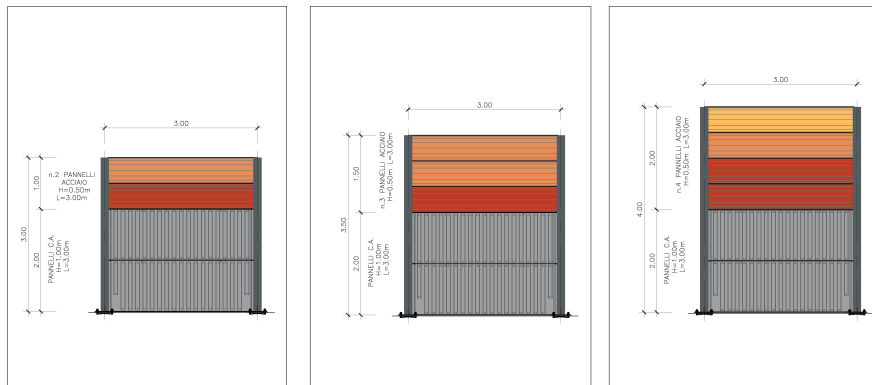 3.00
3.00
1.00
2.00
n.2 PANNELLI
ACCIAIO
H=0.50m
L=3.00m
PANNELLI C.A.
H=1.00m
L=3.00m
3.00
3.50
1.50
2.00
n.3 PANNELLI ACCIAIO
H=0.50m L=3.00m
PANNELLI C.A.
H=1.00m
L=3.00m
3.00
4.00
2.00
2.00
n.4 PANNELLI ACCIAIO
H=0.50m L=3.00m
PANNELLI C.A.
H=1.00m
L=3.00m